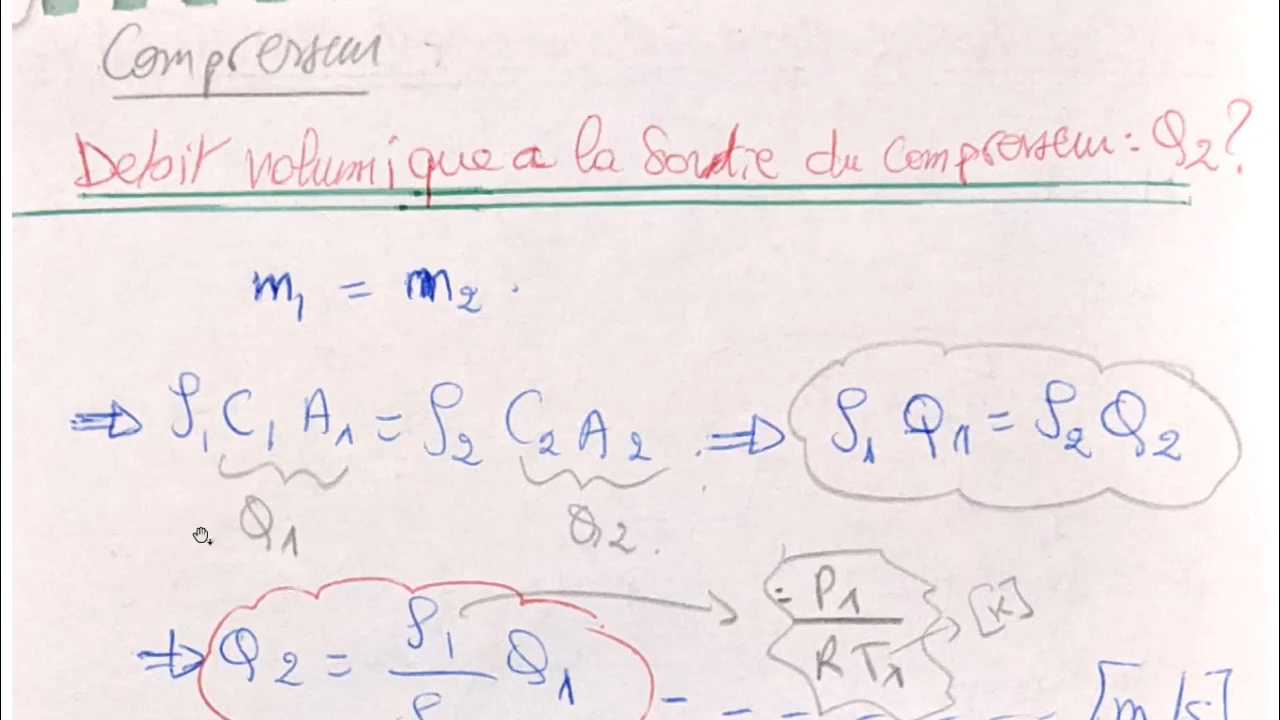 Compresseur :
Debit volumique a la Sortie du Compresseur : Q₂ ?
m₁ = m₂ .
⇒ ρ₁ C₁ A₁ = ρ₂ C₂ A₂ . ⇒ ρ₁ Q₁ = ρ₂ Q₂
Q₁ Q₂ .
= P₁ / R T₁ [K]
⇒ Q₂ = ρ₁ / ρ Q₁ - - - - [m /s]